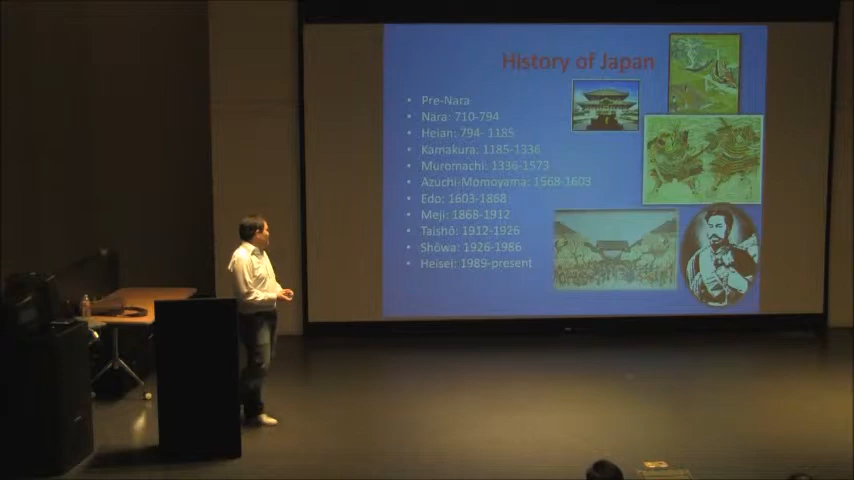 History of Japan
• Pre-Nara
• Nara: 710-794
• Heian: 794- 1185
• Kamakura: 1185-1336
• Muromachi: 1336-1573
• Azuchi-Momoyama: 1568-1603
• Edo: 1603-1868
• Meji: 1868-1912
• Taishō: 1912-1926
• Shōwa: 1926-1986
• Heisei: 1989-present